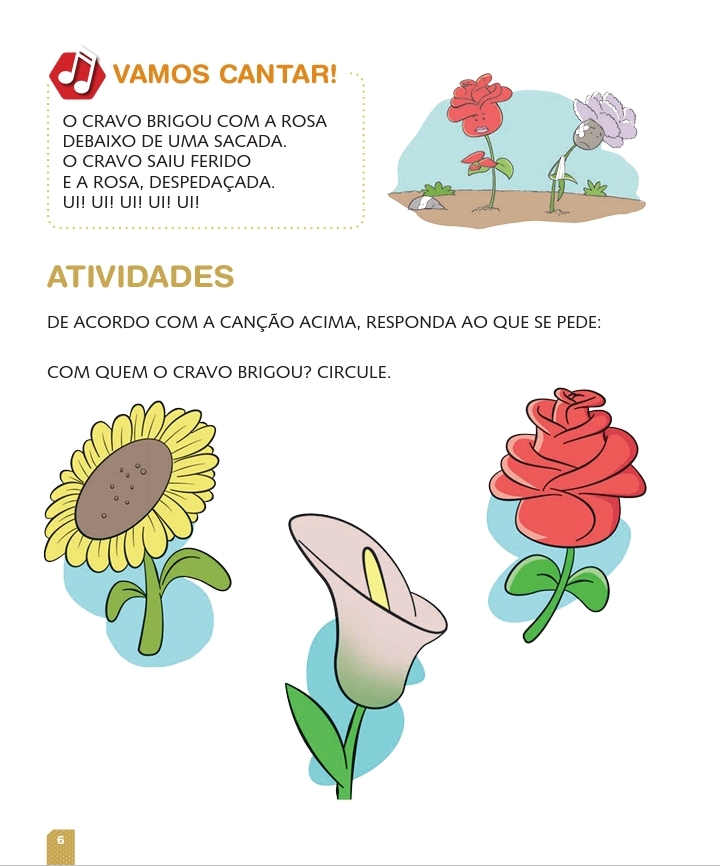 VAMOS CANTAR!
O CRAVO BRIGOU COM A ROSA
DEBAIXO DE UMA SACADA.
O CRAVO SAIU FERIDO
E A ROSA, DESPEDAÇADA.
UI! UI! UI! UI! UI!
ATIVIDADES
DE ACORDO COM A CANÇÃO ACIMA, RESPONDA AO QUE SE PEDE:
COM QUEM O CRAVO BRIGOU? CIRCULE.
6